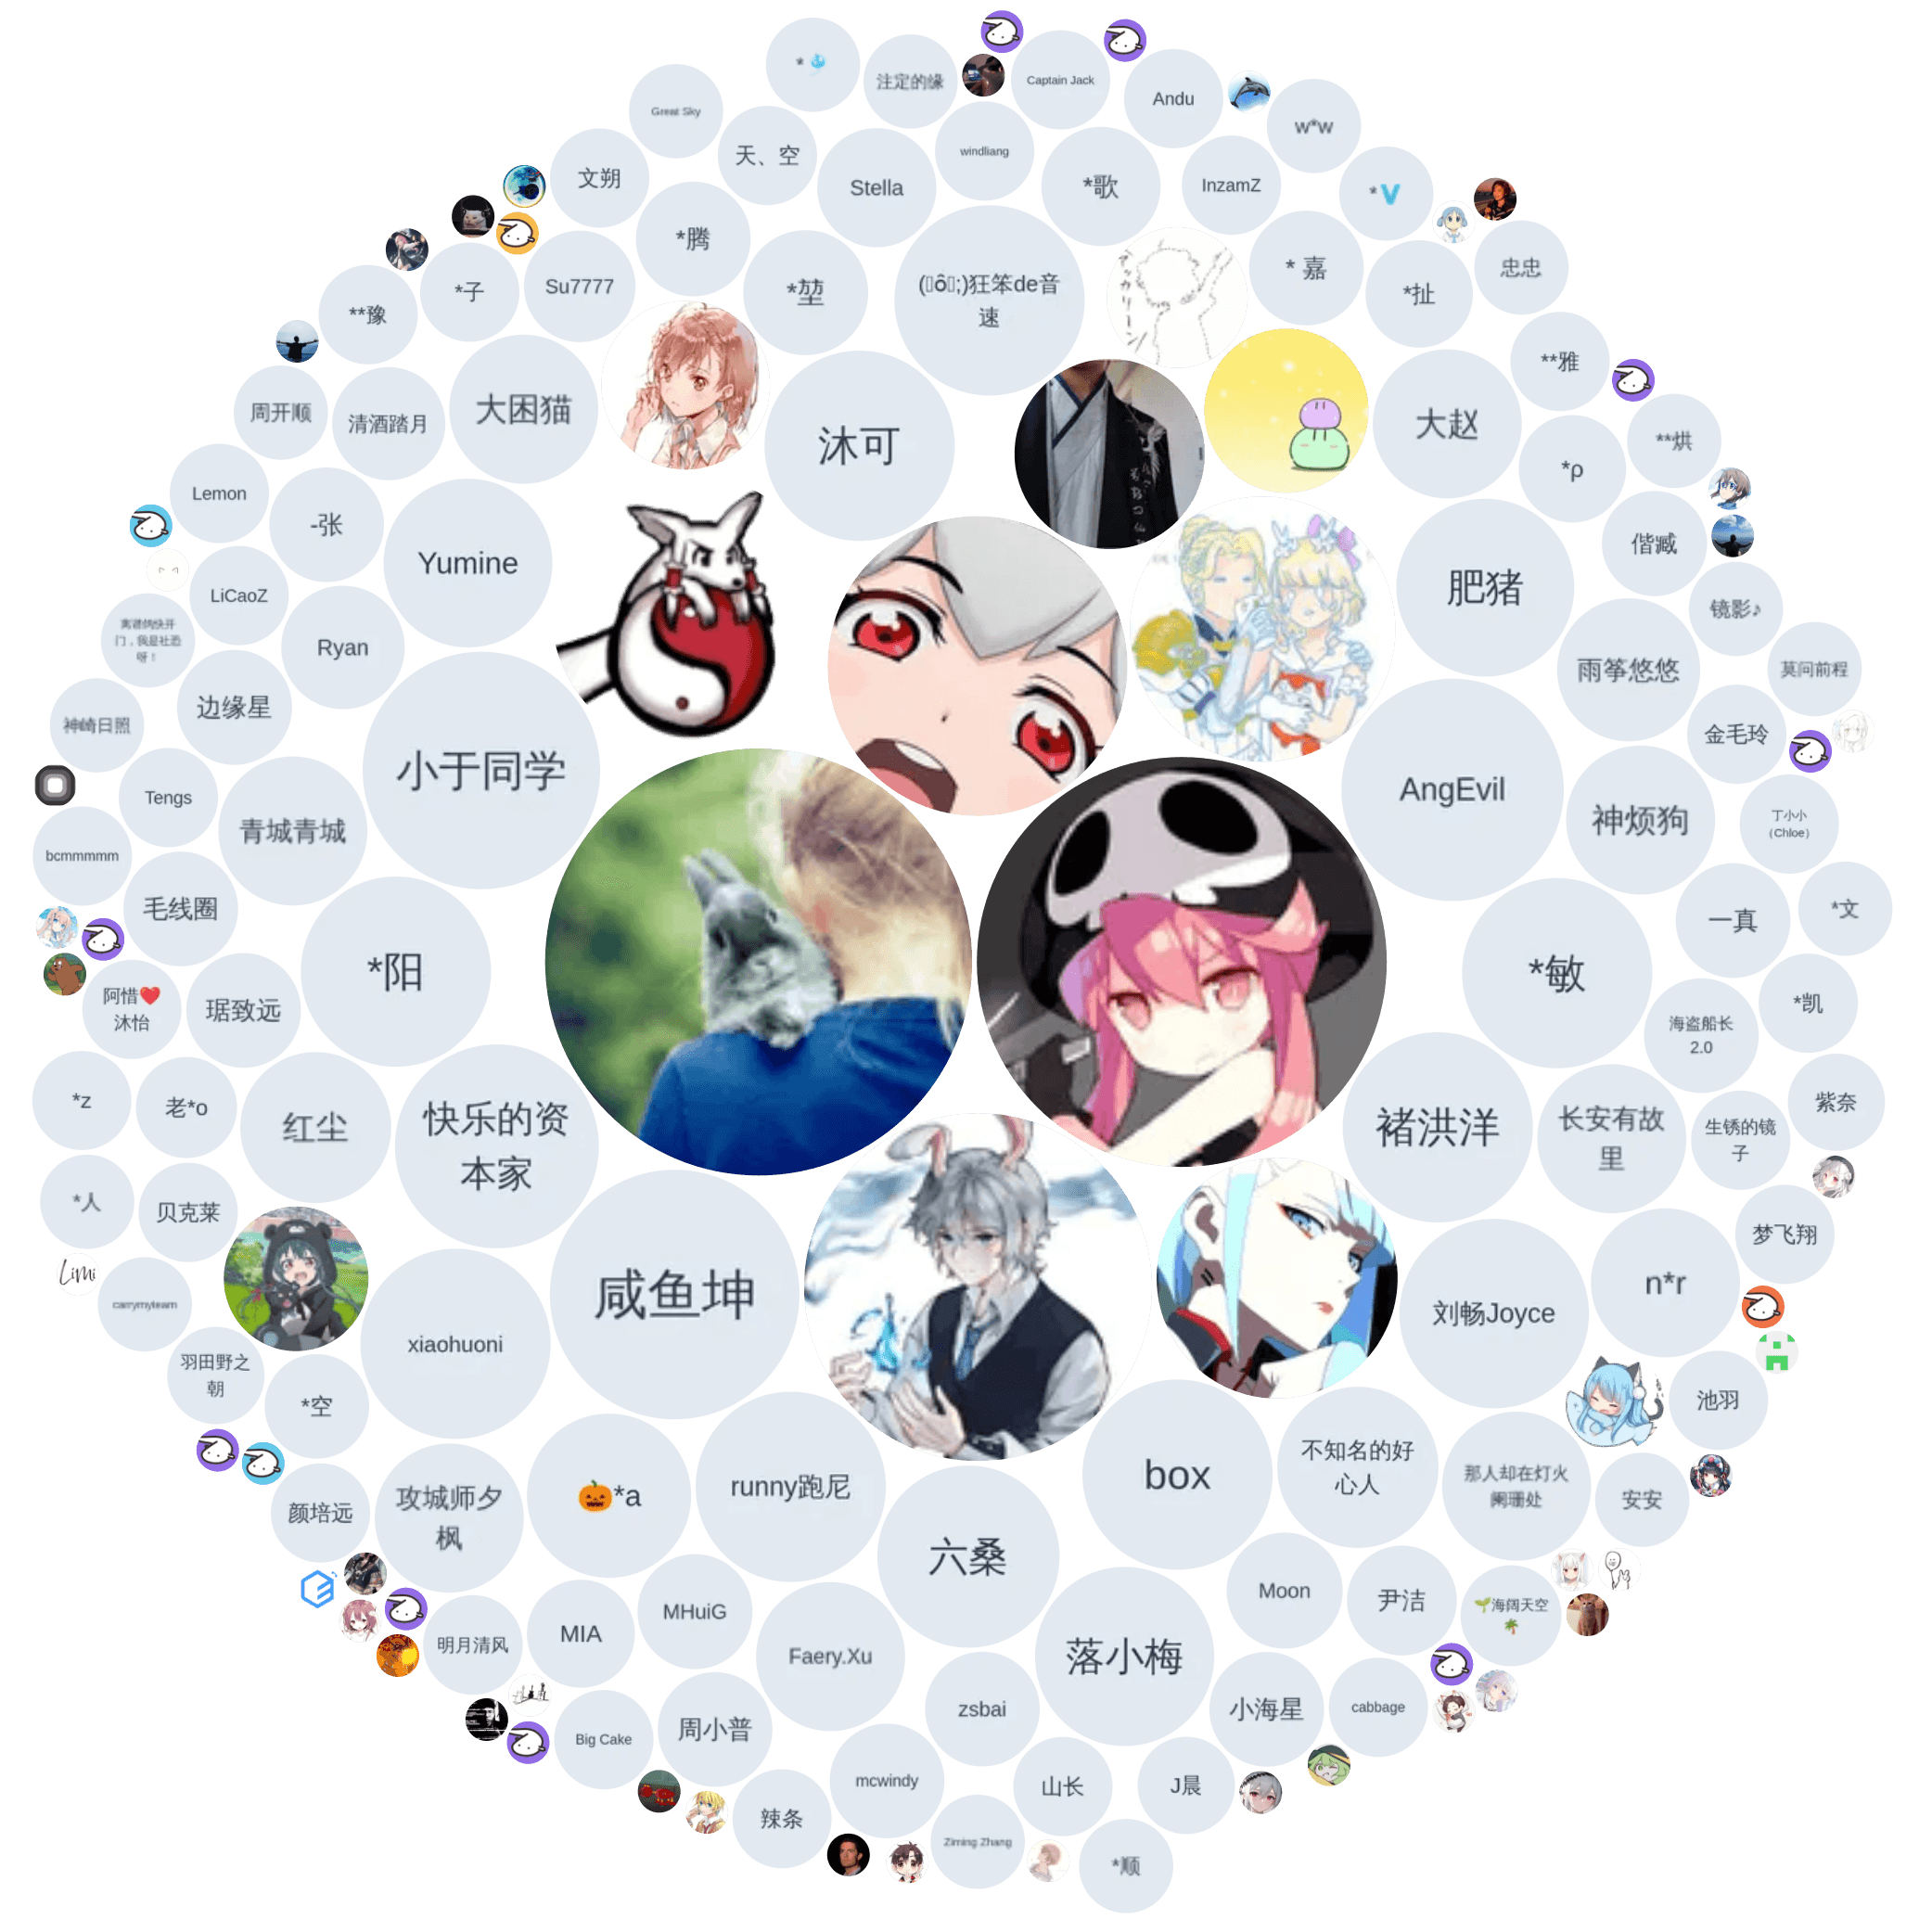 注定的缘
Captain Jack
Andu
Great Sky
w*w
天、空
windliang
文朔
Stella
*歌
InzamZ
*V
*腾
*嘉
忠忠
Su7777
*子
*堃
(ô;)狂笨de音
速
*扯
**豫
**雅
周开顺
清酒踏月
大困猫
沐可
大赵
**烘
*ρ
Lemon
-张
Yumine
偕臧
肥猪
LiCaoZ
镜影♪
离谱鸽快开
门，我是社恐
呀！
Ryan
雨筝悠悠
莫问前程
边缘星
神崎日照
金毛玲
小于同学
AngEvil
Tengs
青城青城
神烦狗
丁小小
（Chloe）
bcmmmmm
毛线圈
一真
*文
*阳
*敏
阿惜❤️
沐怡
琚致远
*凯
海盗船长
2.0
*z
老*o
红尘
快乐的资
本家
褚洪洋
长安有故
里
生锈的镜
子
紫奈
*人
贝克莱
梦飞翔
Limi
carrymyteam
咸鱼坤
xiaohuoni
刘畅Joyce
n*r
羽田野之
朝
*空
池羽
颜培远
攻城师夕
枫
🎃*a
runny跑尼
box
不知名的好
心人
那人却在灯火
阑珊处
安安
六桑
Moon
尹洁
🌱海阔天空
🌴
明月清风
MIA
MHuiG
Faery.Xu
落小梅
zsbai
小海星
cabbage
Big Cake
周小普
mcwindy
山长
J晨
辣条
Ziming Zhang
*顺